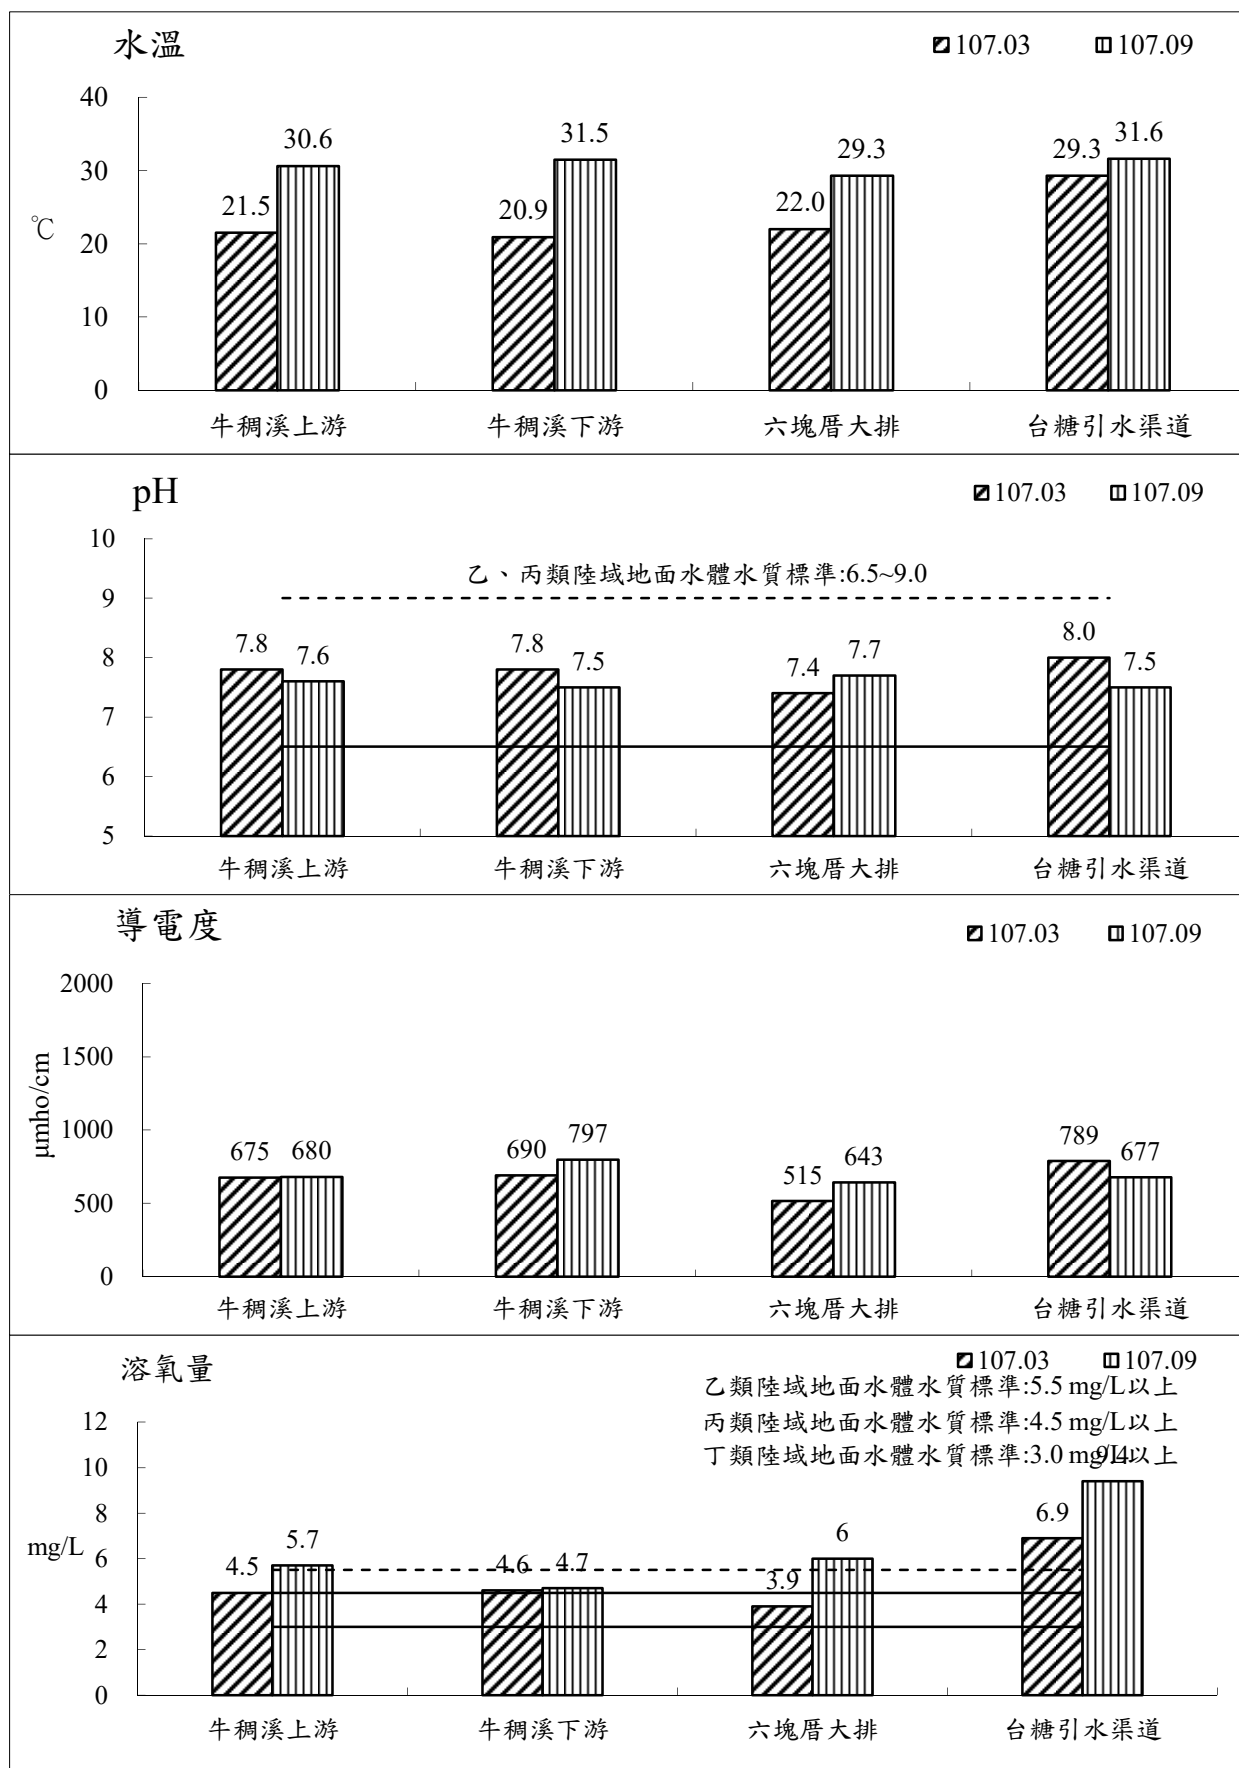 水溫
107.03 107.09
40
30
20
10
0
℃
30.6 31.5 29.3 29.3 31.6
21.5 20.9 22.0
牛稠溪上游 牛稠溪下游 六塊厝大排 台糖引水渠道
pH
107.03 107.09
10
9
8
7
6
5
乙、丙類陸域地面水體水質標準:6.5~9.0
7.8 7.6 7.8 7.5 7.4 7.7 8.0 7.5
牛稠溪上游 牛稠溪下游 六塊厝大排 台糖引水渠道
導電度
107.03 107.09
2000
1500
1000
500
0
μmho/cm
675 680 690 797 515 643 789 677
牛稠溪上游 牛稠溪下游 六塊厝大排 台糖引水渠道
溶氧量
107.03 107.09
乙類陸域地面水體水質標準:5.5 mg/L以上
丙類陸域地面水體水質標準:4.5 mg/L以上
丁類陸域地面水體水質標準:3.0 mg/L以上
12
10
8
6
4
2
0
mg/L
4.5 5.7 4.6 4.7 3.9 6 6.9 9.4
牛稠溪上游 牛稠溪下游 六塊厝大排 台糖引水渠道